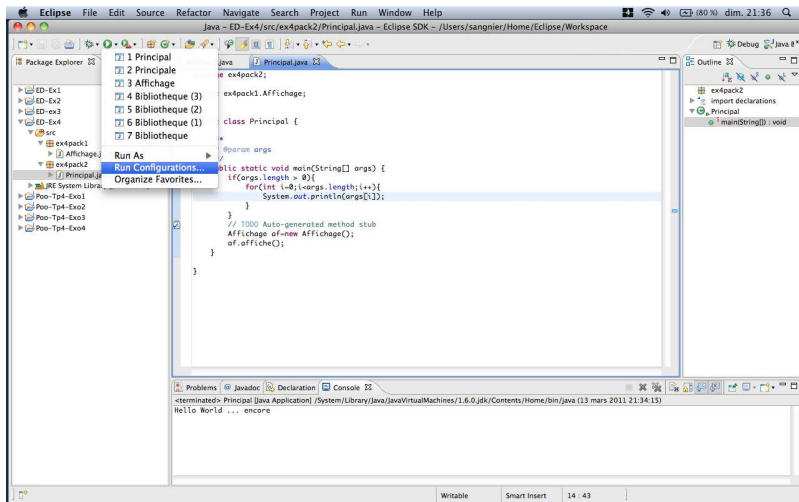 Eclipse File Edit Source Refactor Navigate Search Project Run Window Help (80 %) dim. 21:36
Java – ED-Ex4/src/ex4pack2/Principal.java – Eclipse SDK – /Users/sangnier/Home/Eclipse/Workspace
Debug Java
Package Explorer
ED-Ex1
ED-Ex2
ED-ex3
ED-Ex4
src
ex4pack1
Affichage.j
ex4pack2
Principal.ja
JRE System Libra
Poo-Tp4-Exo1
Poo-Tp4-Exo2
Poo-Tp4-Exo3
Poo-Tp4-Exo4
1 Principal
2 Principale
3 Affichage
4 Bibliotheque (3)
5 Bibliotheque (2)
6 Bibliotheque (1)
7 Bibliotheque
Run As
Run Configurations...
Organize Favorites...
.java Principal.java
ex4pack2;
ex4pack1.Affichage;
class Principal {
@param args
public static void main(String[] args) {
if(args.length > 0){
for(int i=0;i<args.length;i++){
System.out.println(args[i]);
}
}
// TODO Auto-generated method stub
Affichage af=new Affichage();
af.affiche();
}
}
Outline
ex4pack2
import declarations
Principal
main(String[]) : void
Problems Javadoc Declaration Console
<terminated> Principal [Java Application] /System/Library/Java/JavaVirtualMachines/1.6.0.jdk/Contents/Home/bin/java (13 mars 2011 21:34:15)
Hello World ... encore
Writable Smart Insert 14 : 43